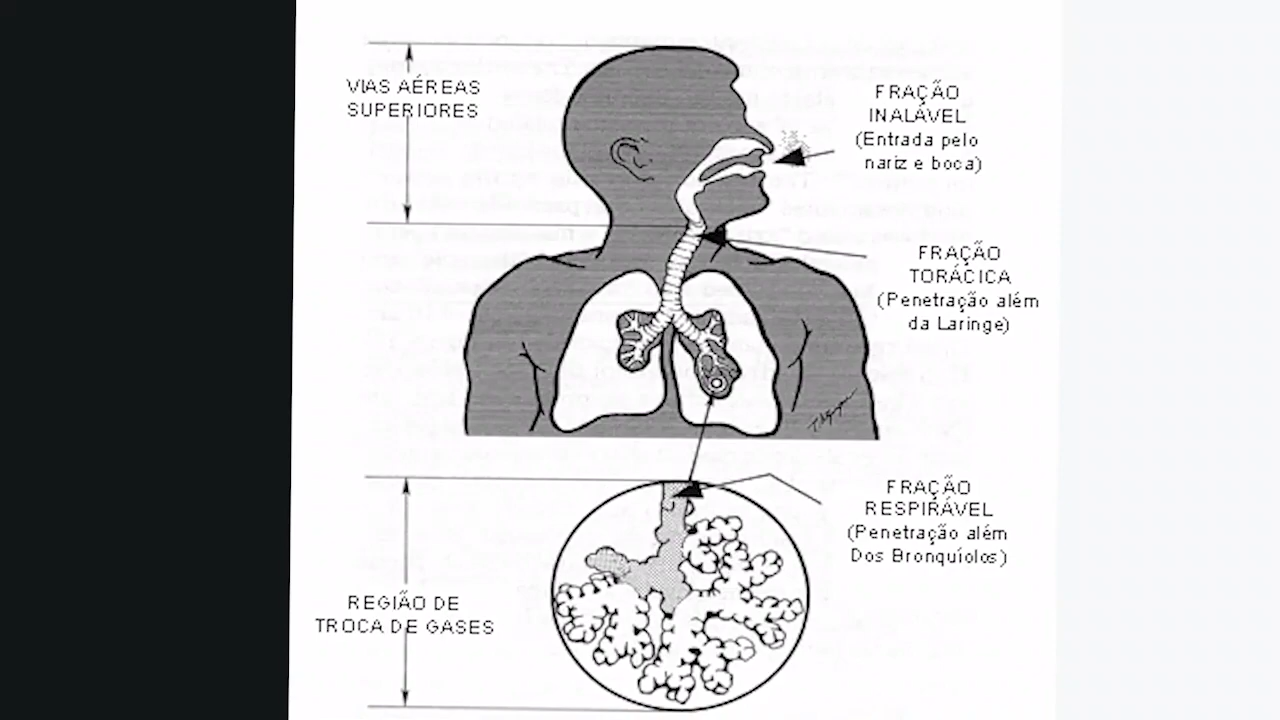 VIAS AÉREAS
SUPERIORES
FRAÇÃO
INALÁVEL
(Entrada pelo
nariz e boca)
FRAÇÃO
TORÁCICA
(Penetração além
da Laringe)
FRAÇÃO
RESPIRÁVEL
(Penetração além
Dos Bronquíolos)
REGIÃO DE
TROCA DE GASES